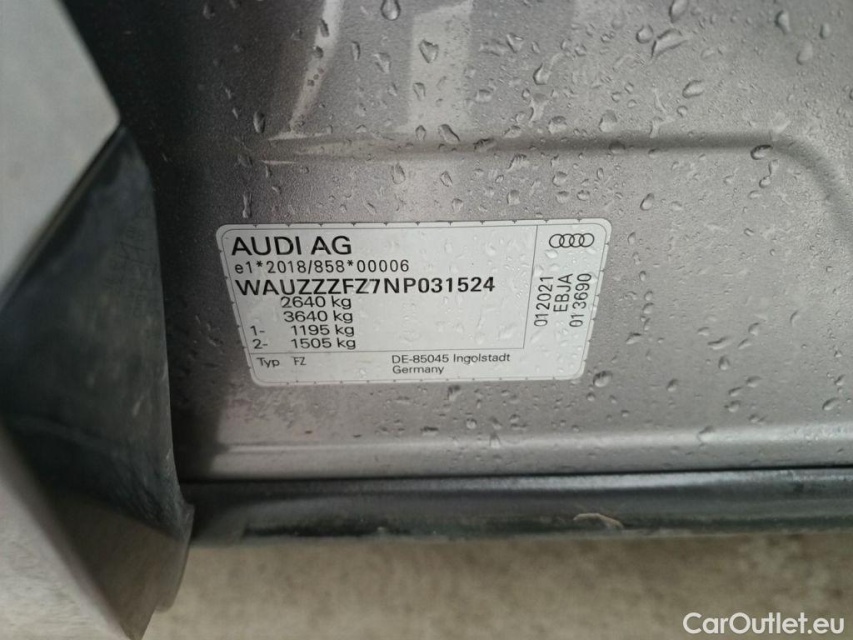 AUDI AG
e1*2018/858*00006
WAUZZZFZ7NP031524
2640 kg
3640 kg
1- 1195 kg
2- 1505 kg
Typ FZ
DE-85045 Ingolstadt
Germany
012021
EBJA
013690
CarOutlet.eu